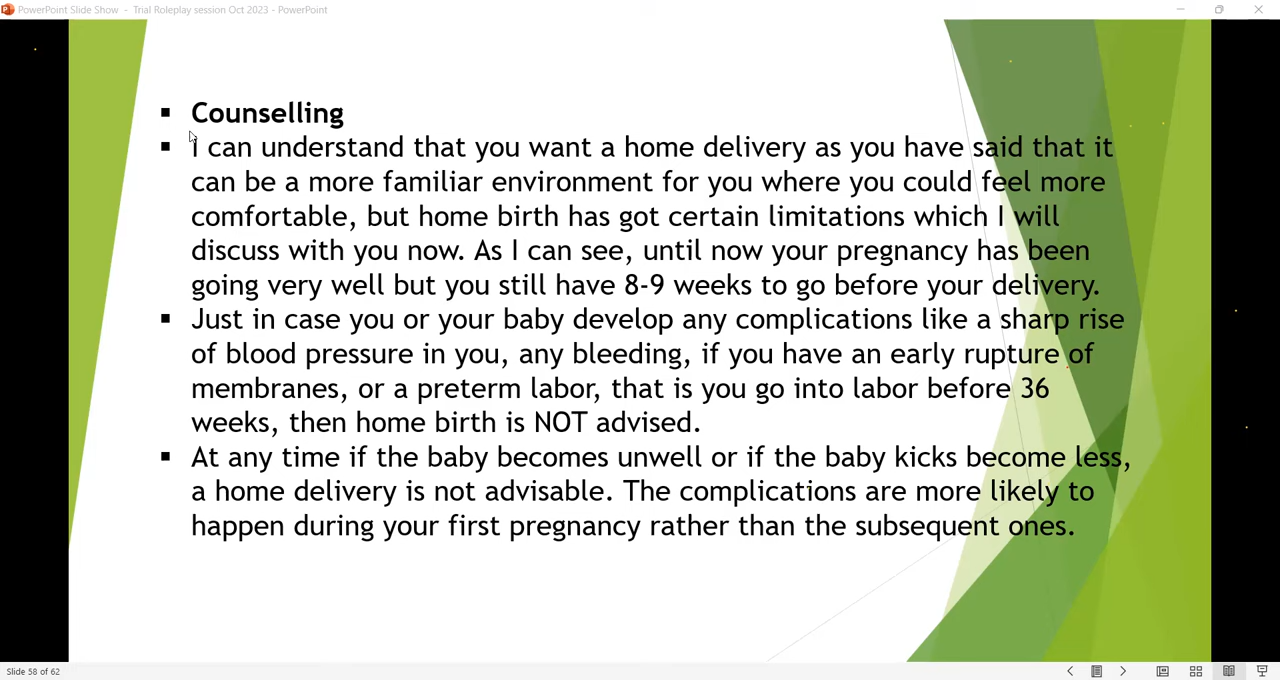 PowerPoint Slide Show - Trial Roleplay session Oct 2023 - PowerPoint
▪ Counselling
▪ I can understand that you want a home delivery as you have said that it
can be a more familiar environment for you where you could feel more
comfortable, but home birth has got certain limitations which I will
discuss with you now. As I can see, until now your pregnancy has been
going very well but you still have 8-9 weeks to go before your delivery.
▪ Just in case you or your baby develop any complications like a sharp rise
of blood pressure in you, any bleeding, if you have an early rupture of
membranes, or a preterm labor, that is you go into labor before 36
weeks, then home birth is NOT advised.
▪ At any time if the baby becomes unwell or if the baby kicks become less,
a home delivery is not advisable. The complications are more likely to
happen during your first pregnancy rather than the subsequent ones.
Slide 58 of 62